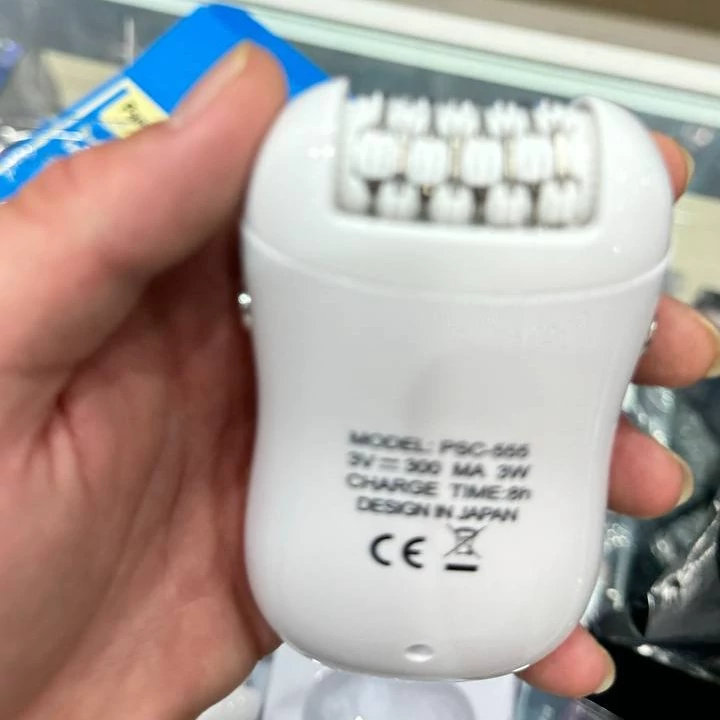 MODEL: PSC-555
3V ⎓ 300 MA 3W
CHARGE TIME:8h
DESIGN IN JAPAN
CE